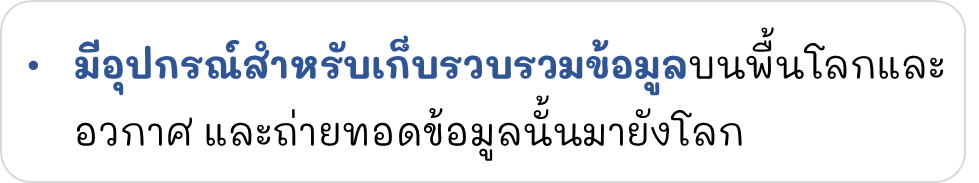 • มีอุปกรณ์สำหรับเก็บรวบรวมข้อมูลบนพื้นโลกและ
อวกาศ และถ่ายทอดข้อมูลนั้นมายังโลก